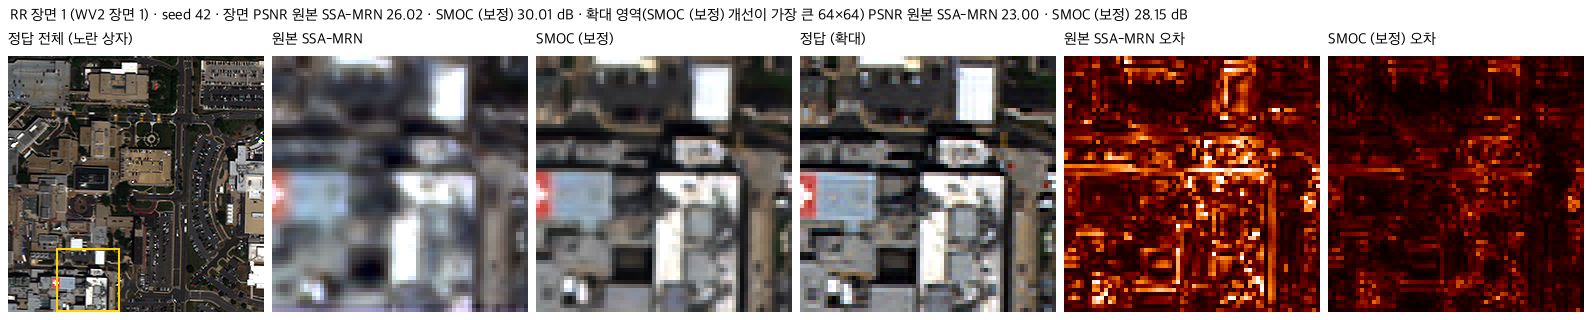 RR 장면 1 (WV2 장면 1) · seed 42 · 장면 PSNR 원본 SSA-MRN 26.02 · SMOC (보정) 30.01 dB · 확대 영역(SMOC (보정) 개선이 가장 큰 64×64) PSNR 원본 SSA-MRN 23.00 · SMOC (보정) 28.15 dB
정답 전체 (노란 상자) 원본 SSA-MRN SMOC (보정) 정답 (확대) 원본 SSA-MRN 오차 SMOC (보정) 오차